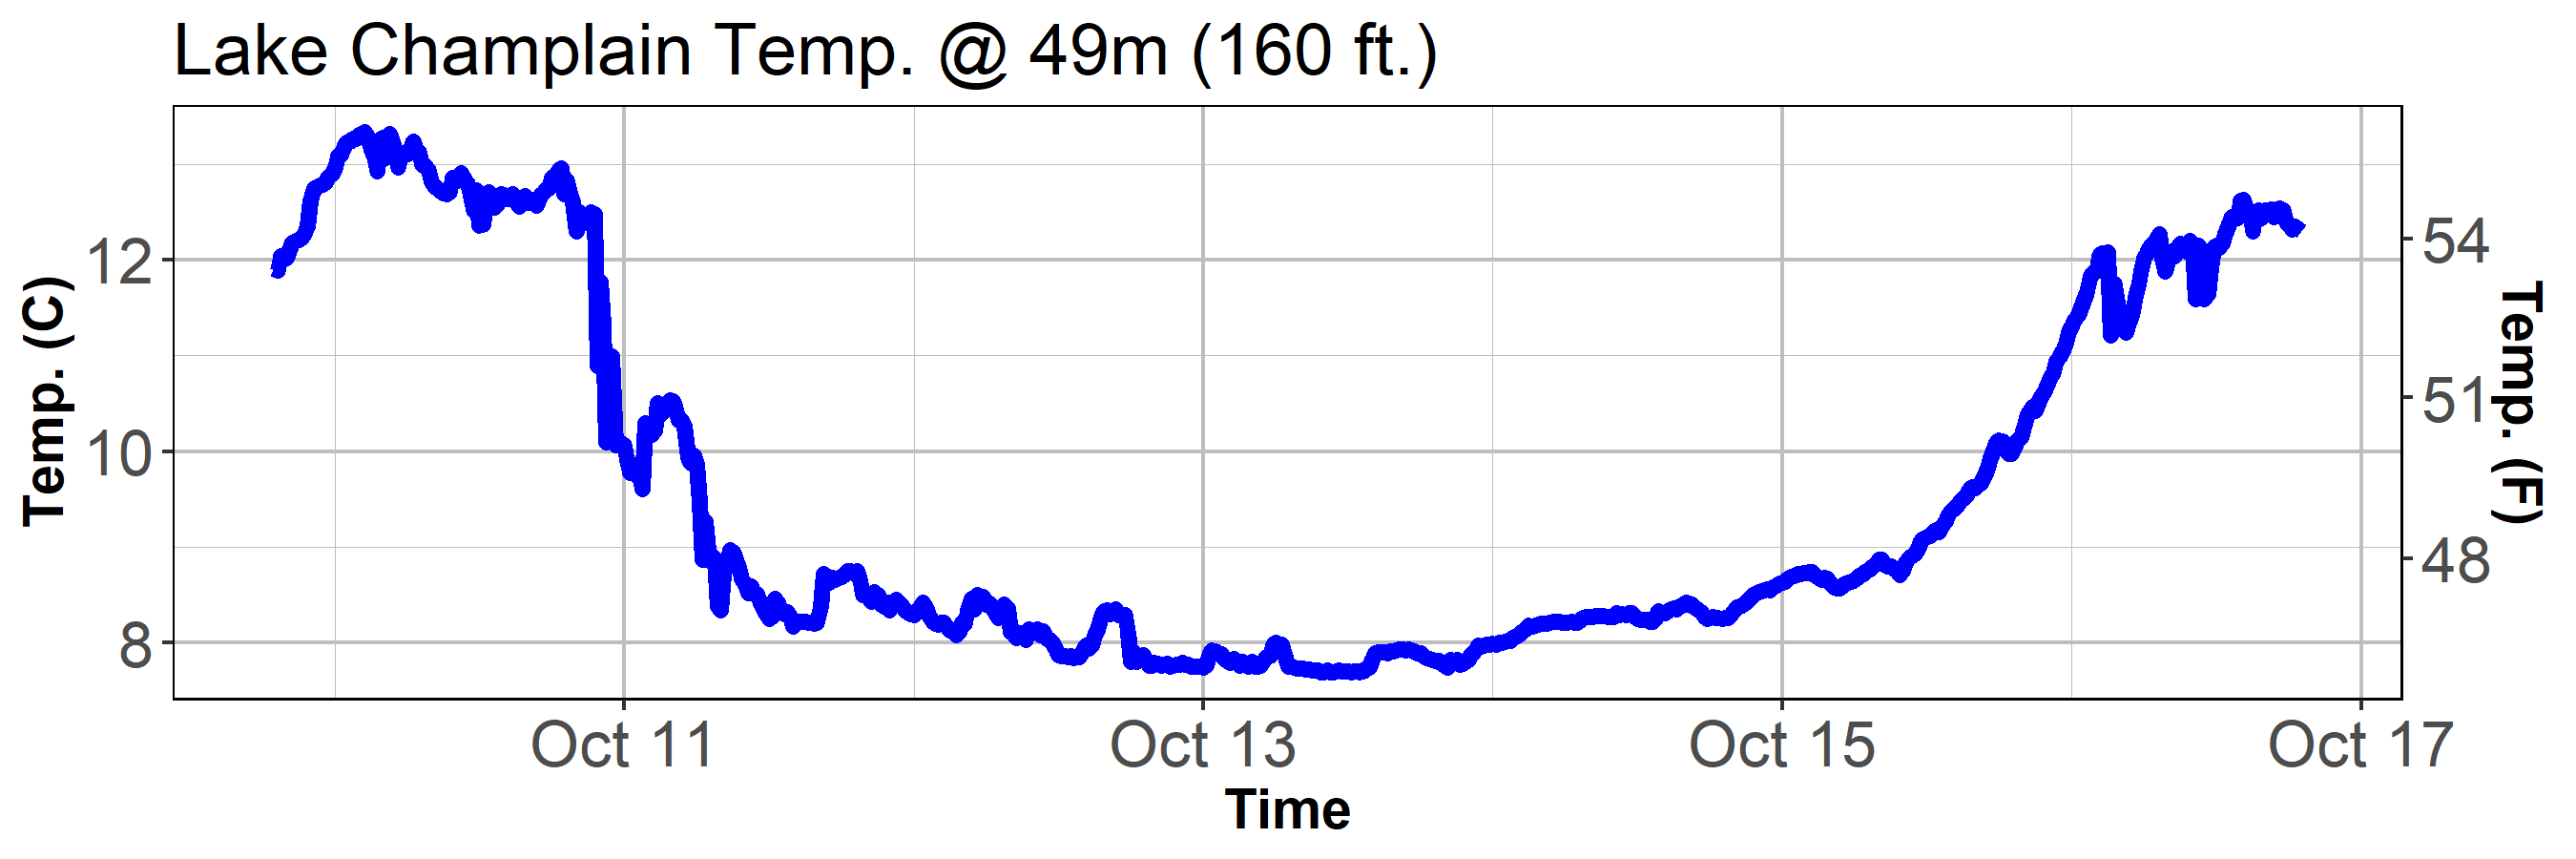 Lake Champlain Temp. @ 49m (160 ft.)
Temp. (C)
12
10
8
54
51
48
Temp. (F)
Oct 11
Oct 13
Oct 15
Oct 17
Time